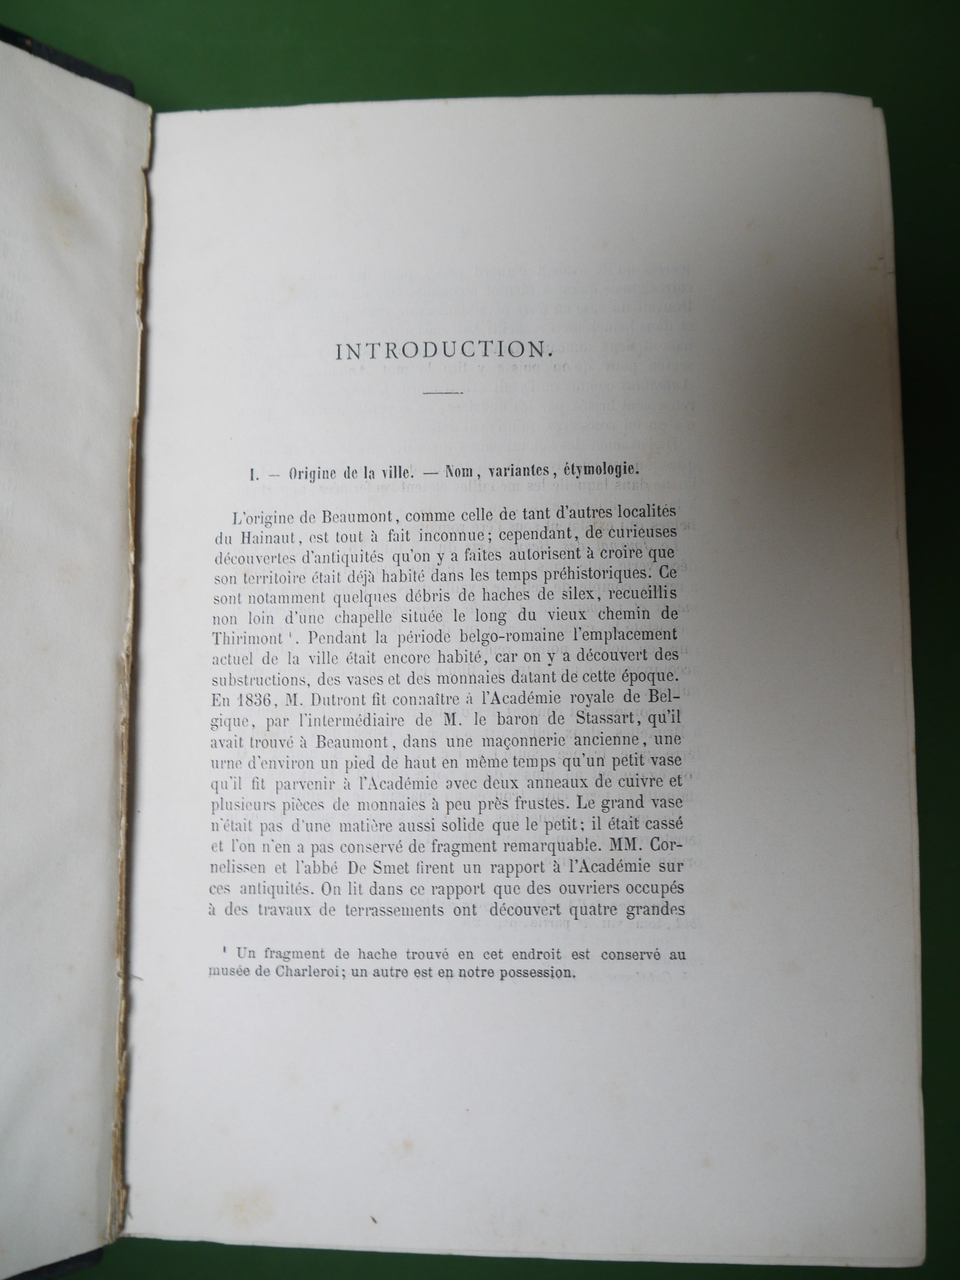 INTRODUCTION.
I. — Origine de la ville. — Nom, variantes, étymologie.
L'origine de Beaumont, comme celle de tant d'autres localités
du Hainaut, est tout à fait inconnue; cependant, de curieuses
découvertes d'antiquités qu'on y a faites autorisent à croire que
son territoire était déjà habité dans les temps préhistoriques. Ce
sont notamment quelques débris de haches de silex, recueillis
non loin d'une chapelle située le long du vieux chemin de
Thirimont ¹. Pendant la période belgo-romaine l'emplacement
actuel de la ville était encore habité, car on y a découvert des
substructions, des vases et des monnaies datant de cette époque.
En 1836, M. Dutront fit connaître à l'Académie royale de Bel-
gique, par l'intermédiaire de M. le baron de Stassart, qu'il
avait trouvé à Beaumont, dans une maçonnerie ancienne, une
urne d'environ un pied de haut en même temps qu'un petit vase
qu'il fit parvenir à l'Académie avec deux anneaux de cuivre et
plusieurs pièces de monnaies à peu près frustes. Le grand vase
n'était pas d'une matière aussi solide que le petit; il était cassé
et l'on n'en a pas conservé de fragment remarquable. MM. Cor-
nelissen et l'abbé De Smet firent un rapport à l'Académie sur
ces antiquités. On lit dans ce rapport que des ouvriers occupés
à des travaux de terrassements ont découvert quatre grandes
¹ Un fragment de hache trouvé en cet endroit est conservé au
musée de Charleroi; un autre est en notre possession.